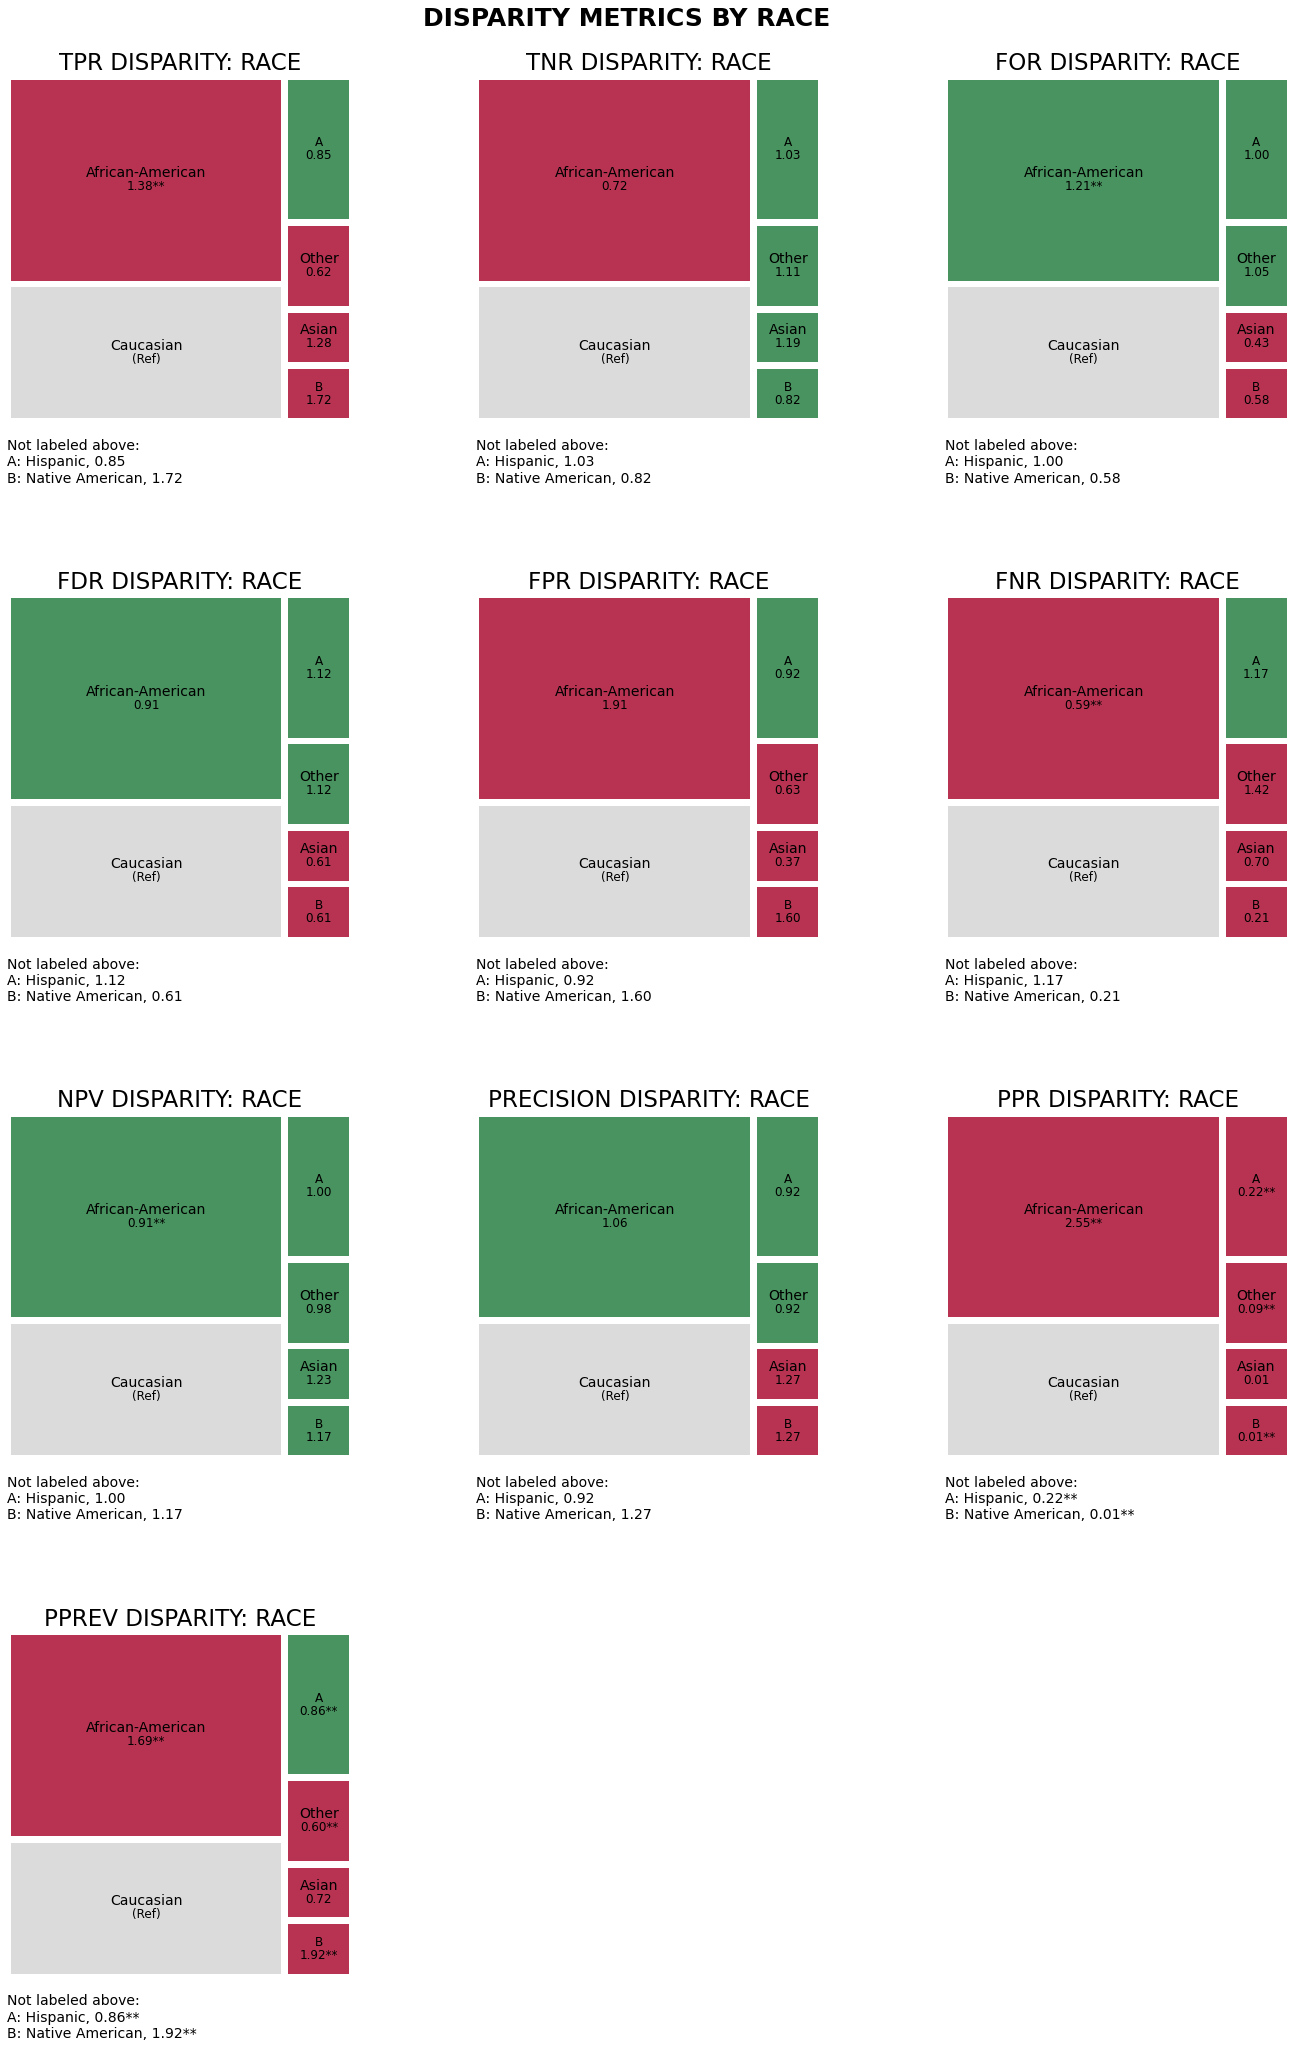 DISPARITY METRICS BY RACE
TPR DISPARITY: RACE
African-American
1.38**
A
0.85
Other
0.62
Caucasian
(Ref)
Asian
1.28
B
1.72
Not labeled above:
A: Hispanic, 0.85
B: Native American, 1.72
TNR DISPARITY: RACE
African-American
0.72
A
1.03
Other
1.11
Caucasian
(Ref)
Asian
1.19
B
0.82
Not labeled above:
A: Hispanic, 1.03
B: Native American, 0.82
FOR DISPARITY: RACE
African-American
1.21**
A
1.00
Other
1.05
Caucasian
(Ref)
Asian
0.43
B
0.58
Not labeled above:
A: Hispanic, 1.00
B: Native American, 0.58
FDR DISPARITY: RACE
African-American
0.91
A
1.12
Other
1.12
Caucasian
(Ref)
Asian
0.61
B
0.61
Not labeled above:
A: Hispanic, 1.12
B: Native American, 0.61
FPR DISPARITY: RACE
African-American
1.91
A
0.92
Other
0.63
Caucasian
(Ref)
Asian
0.37
B
1.60
Not labeled above:
A: Hispanic, 0.92
B: Native American, 1.60
FNR DISPARITY: RACE
African-American
0.59**
A
1.17
Other
1.42
Caucasian
(Ref)
Asian
0.70
B
0.21
Not labeled above:
A: Hispanic, 1.17
B: Native American, 0.21
NPV DISPARITY: RACE
African-American
0.91**
A
1.00
Other
0.98
Caucasian
(Ref)
Asian
1.23
B
1.17
Not labeled above:
A: Hispanic, 1.00
B: Native American, 1.17
PRECISION DISPARITY: RACE
African-American
1.06
A
0.92
Other
0.92
Caucasian
(Ref)
Asian
1.27
B
1.27
Not labeled above:
A: Hispanic, 0.92
B: Native American, 1.27
PPR DISPARITY: RACE
African-American
2.55**
A
0.22**
Other
0.09**
Caucasian
(Ref)
Asian
0.01
B
0.01**
Not labeled above:
A: Hispanic, 0.22**
B: Native American, 0.01**
PPREV DISPARITY: RACE
African-American
1.69**
A
0.86**
Other
0.60**
Caucasian
(Ref)
Asian
0.72
B
1.92**
Not labeled above:
A: Hispanic, 0.86**
B: Native American, 1.92**